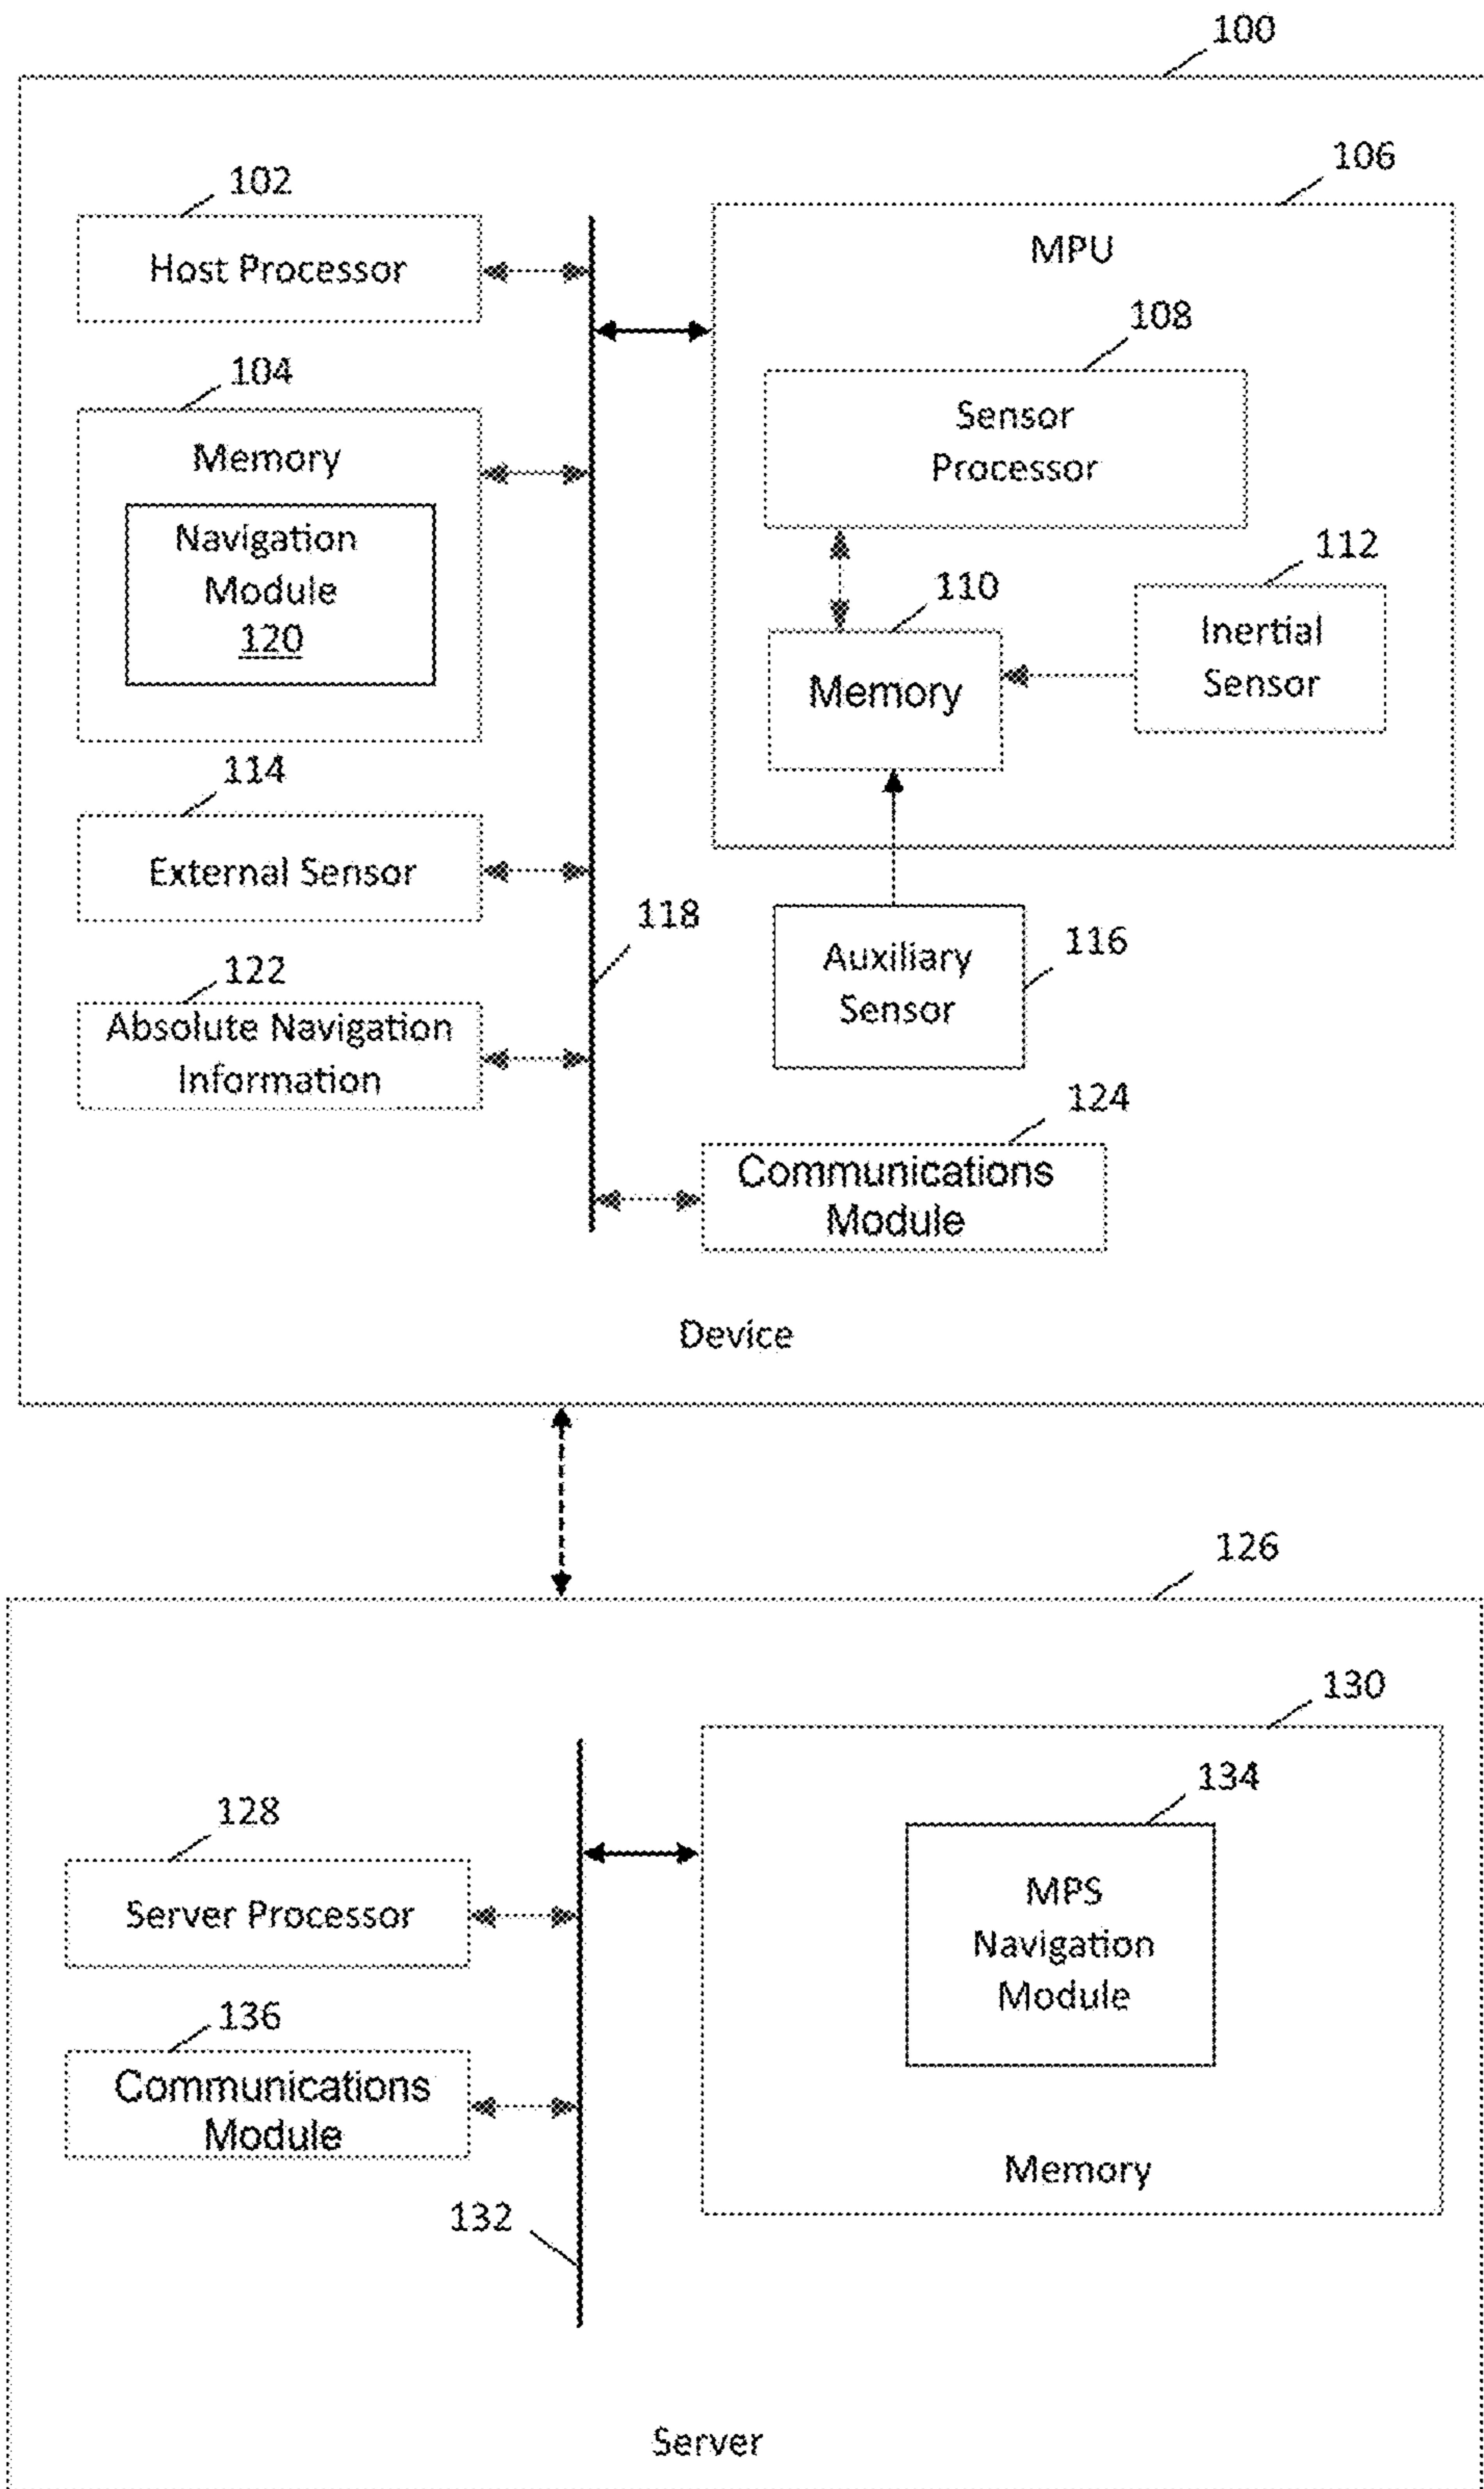 100
102
106
Host Processor
MPU
108
104
Sensor
Processor
Memory
Navigation
Module
120
112
110
Inertial
Sensor
Memory
114
External Sensor
118
116
Auxiliary
Sensor
122
Absolute Navigation
Information
124
Communications
Module
Device
126
130
134
128
MPS
Navigation
Module
Server Processor
136
Communications
Module
Memory
132
Server